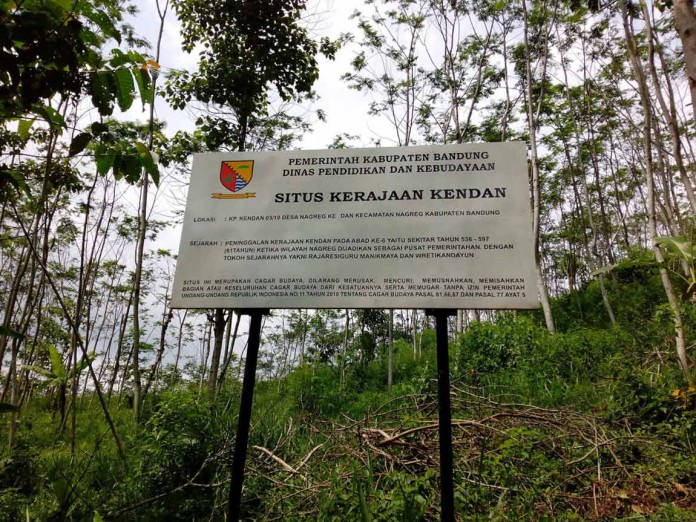 PEMERINTAH KABUPATEN BANDUNG
DINAS PENDIDIKAN DAN KEBUDAYAAN
SITUS KERAJAAN KENDAN
LOKASI : KP. KENDAN 03/10 DESA NAGREG KE DAN KECAMATAN NAGREG KABUPATEN BANDUNG
SEJARAH : PENINGGALAN KERAJAAN KENDAN PADA ABAD KE-6 YAITU SEKITAR TAHUN 536 - 597
(61TAHUN) KETIKA WILAYAH NAGREG DIJADIKAN SEBAGAI PUSAT PEMERINTAHAN. DENGAN
TOKOH SEJARAHNYA YAKNI RAJARESIGURU MANIKMAYA DAN WRETIKANDAYUN
SITUS INI MERUPAKAN CAGAR BUDAYA, DILARANG MERUSAK, MENCURI, MEMUSNAHKAN, MEMISAHKAN
BAGIAN ATAU KESELURUHAN CAGAR BUDAYA DARI KESATUANNYA SERTA MEMUGAR TANPA IZIN PEMERINTAH
UNDANG-UNDANG REPUBLIK INDONESIA NO. 11 TAHUN 2010 TENTANG CAGAR BUDAYA PASAL 61,66,67 DAN PASAL 77 AYAT 5